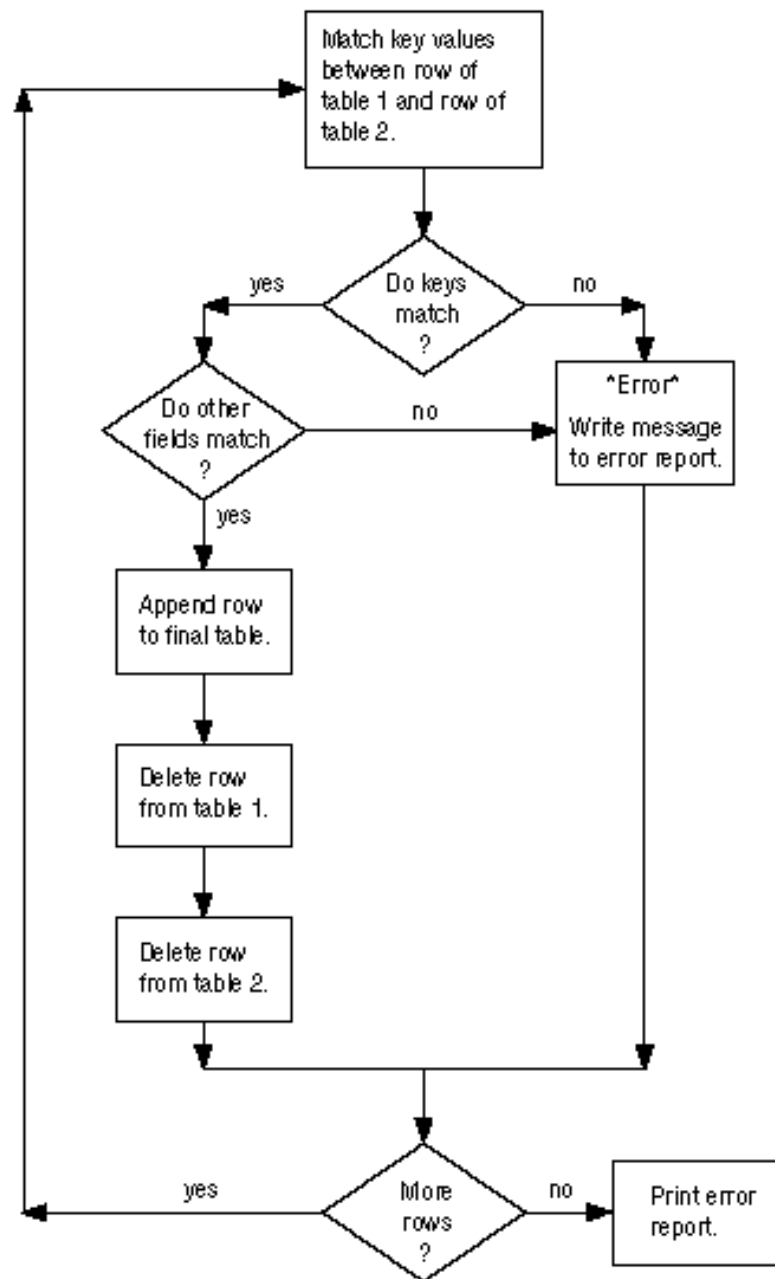 Match key values
between row of
table 1 and row of
table 2.
yes
Do keys
match
?
no
Do other
fields match
?
no
^Error^
Write message
to error report.
yes
Append row
to final table.
Delete row
from table 1.
Delete row
from table 2.
yes
More
rows
?
no
Print error
report.